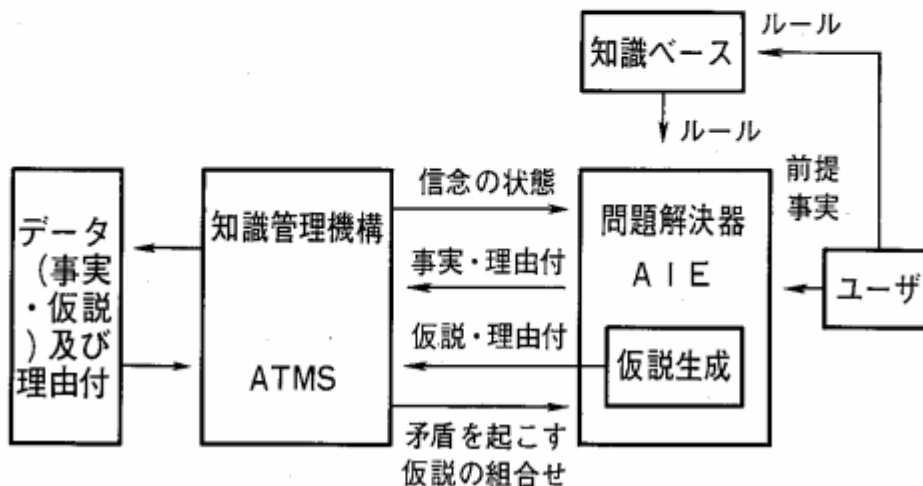 ルール
知識ベース
ルール
信念の状態
前提
事実
データ
(事実
・仮説
)及び
理由付
知識管理機構
ATMS
事実・理由付
仮説・理由付
矛盾を起こす
仮説の組合せ
問題解決器
AIE
仮説生成
ユーザ